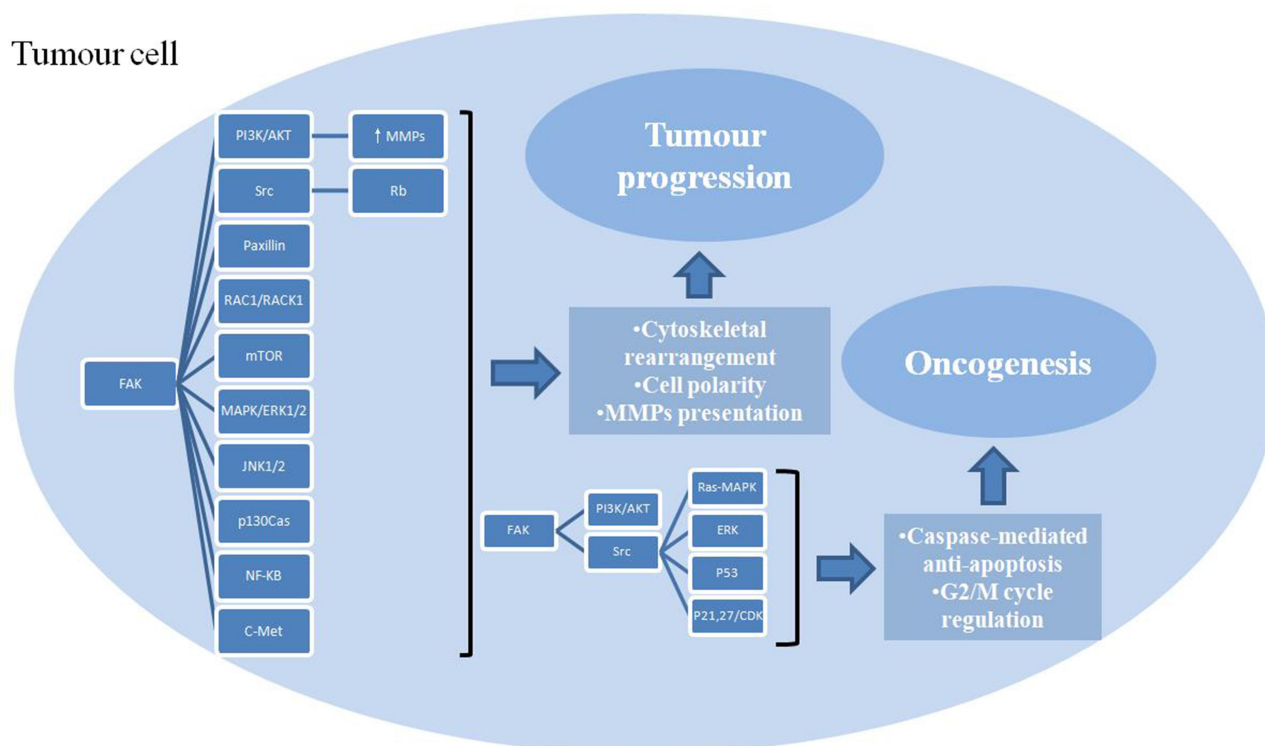 Tumour cell
PI3K/AKT
↑ MMPs
Src
Rb
Paxillin
RAC1/RACK1
mTOR
FAK
MAPK/ERK1/2
JNK1/2
p130Cas
NF-KB
C-Met
Tumour
progression
•Cytoskeletal
rearrangement
•Cell polarity
•MMPs presentation
Oncogenesis
FAK
PI3K/AKT
Src
Ras-MAPK
ERK
P53
P21,27/CDK
•Caspase-mediated
anti-apoptosis
•G2/M cycle
regulation